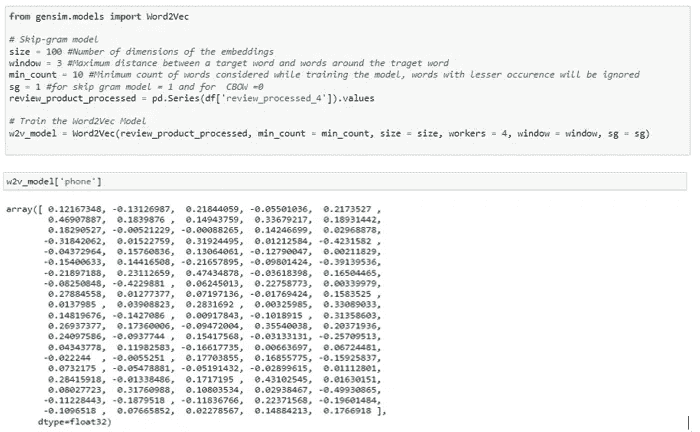 from gensim.models import Word2Vec
# Skip-gram model
size = 100 #Number of dimensions of the embeddings
window = 3 #Maximum distance between a target word and words around the traget word
min_count = 10 #Minimum count of words considered while training the model, words with lesser occurence will be ignored
sg = 1 #for skip gram model = 1 and for  CBOW =0
review_product_processed = pd.Series(df['review_processed_4']).values
# Train the Word2Vec Model
w2v_model = Word2Vec(review_product_processed, min_count = min_count, size = size, workers = 4, window = window, sg = sg)
w2v_model['phone']
array([ 0.12167348, -0.13126987,  0.21844059, -0.05501036,  0.2173527 ,
0.46907887,  0.1839876 ,  0.14943759,  0.33679217,  0.18931442,
0.18290527, -0.00521229, -0.00088265,  0.14246699,  0.02968878,
-0.31842062,  0.01522759,  0.31924495,  0.01212584, -0.4231582 ,
-0.04372964,  0.15760836,  0.13064061, -0.12790047,  0.00211829,
-0.15400633,  0.14416508, -0.21657895, -0.09801424, -0.39139536,
-0.21897188,  0.23112659,  0.47434878, -0.03618398,  0.16504465,
-0.08250848, -0.4229881 ,  0.06245013,  0.22758773,  0.00339979,
0.27884558,  0.01277377,  0.07197136, -0.01769424,  0.1583525 ,
0.0137985 ,  0.03908823,  0.2831692 ,  0.00325985,  0.33089033,
0.14819676, -0.1427086 ,  0.00917843, -0.1018915 ,  0.31358603,
0.26937377,  0.17360006, -0.09472004,  0.35540038,  0.20371936,
0.24097586, -0.0937744 ,  0.15417568, -0.03133131, -0.25709513,
0.04343778,  0.11982583, -0.16617735,  0.00663697,  0.06724481,
-0.022244  , -0.0055251 ,  0.17703855,  0.16855775, -0.15925837,
0.0732175 , -0.05478881, -0.05191432, -0.02899615,  0.01112801,
0.28415918, -0.01338486,  0.1717195 ,  0.43102545,  0.01630151,
0.08027723,  0.31760988,  0.10803534,  0.02938467, -0.49930865,
-0.11228443, -0.1879518 , -0.11836766,  0.22371568, -0.19601484,
-0.1096518 ,  0.07665852,  0.02278567,  0.14884213,  0.1766918 ],
dtype=float32)